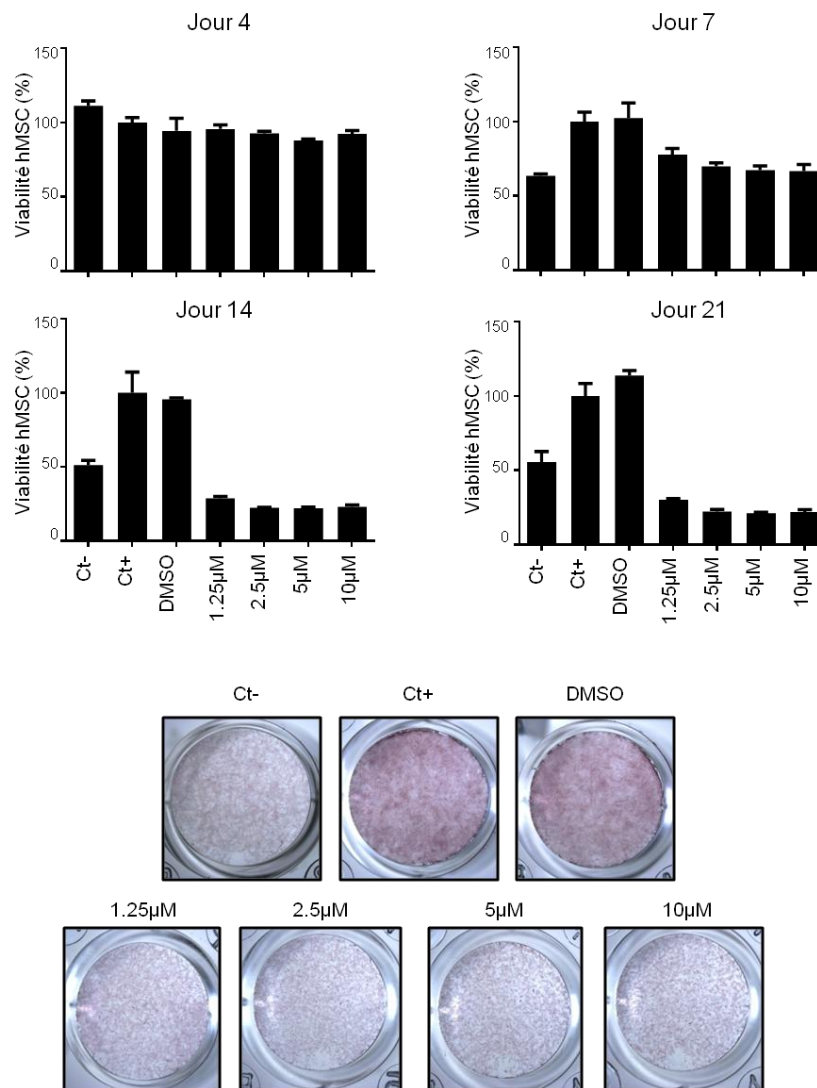 Jour 4
Jour 7
Viabilité hMSC (%)
150
100
50
0
Viabilité hMSC (%)
150
100
50
0
Jour 14
Jour 21
Viabilité hMSC (%)
150
100
50
0
Ct-
Ct+
DMSO
1.25µM
2.5µM
5µM
10µM
Viabilité hMSC (%)
150
100
50
0
Ct-
Ct+
DMSO
1.25µM
2.5µM
5µM
10µM
Ct- Ct+ DMSO
1.25µM 2.5µM 5µM 10µM